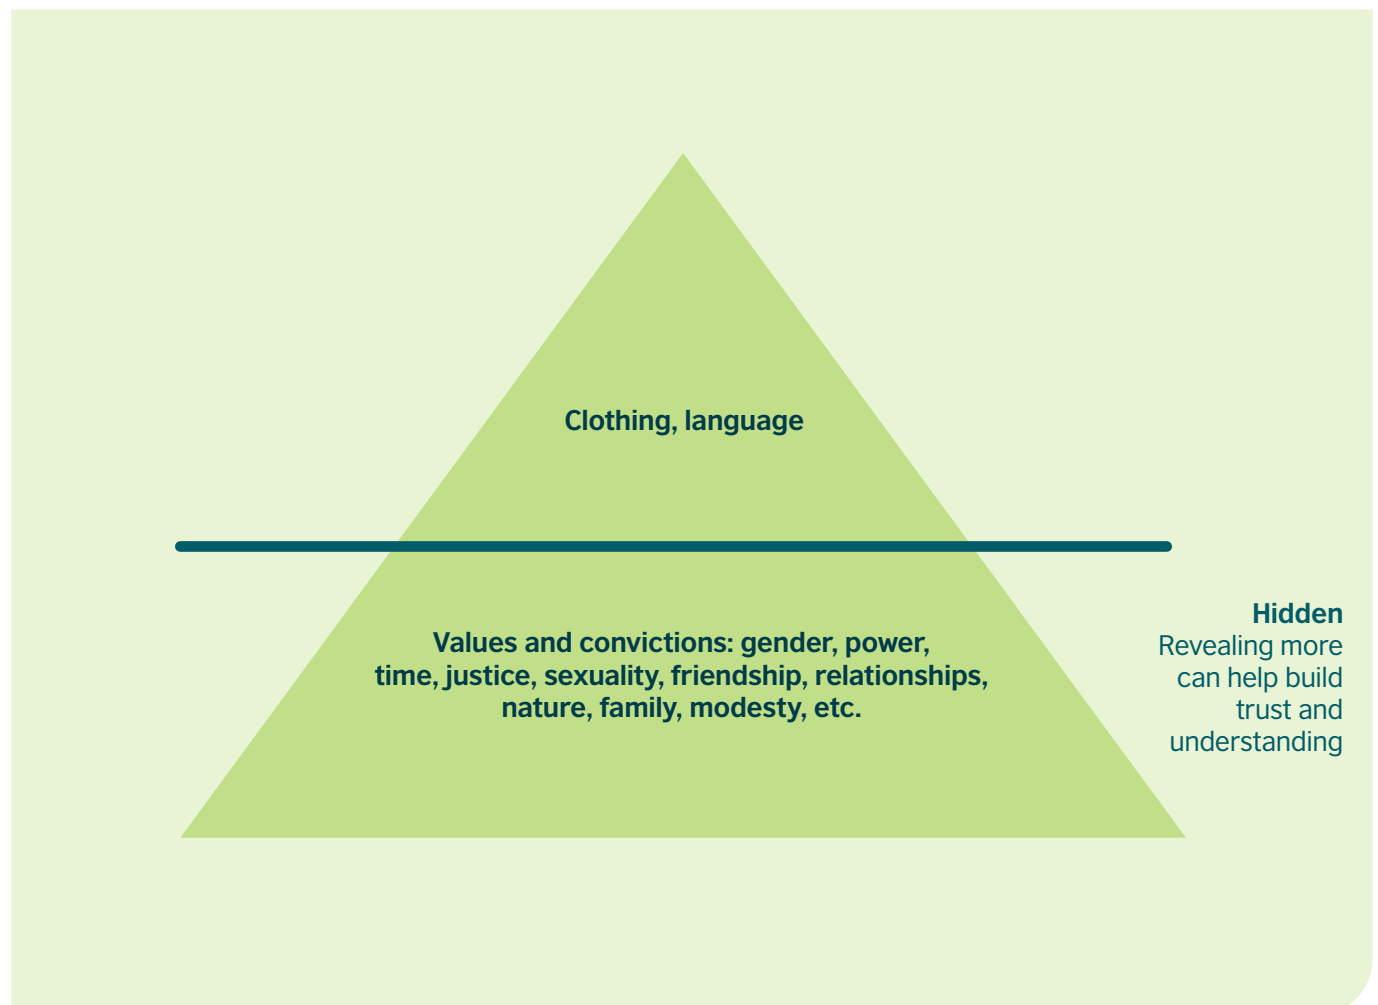 Clothing, language
Values and convictions: gender, power,
time, justice, sexuality, friendship, relationships,
nature, family, modesty, etc.
Hidden
Revealing more
can help build
trust and
understanding